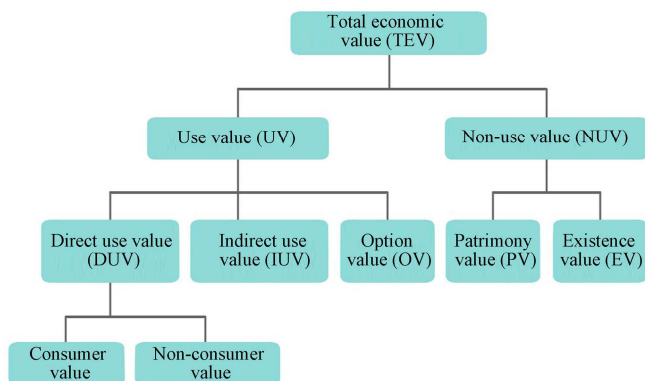 Total economic
value (TEV)
Use value (UV)
Non-use value (NUV)
Direct use value
(DUV)
Indirect use
value (IUV)
Option
value (OV)
Patrimony
value (PV)
Existence
value (EV)
Consumer
value
Non-consumer
value